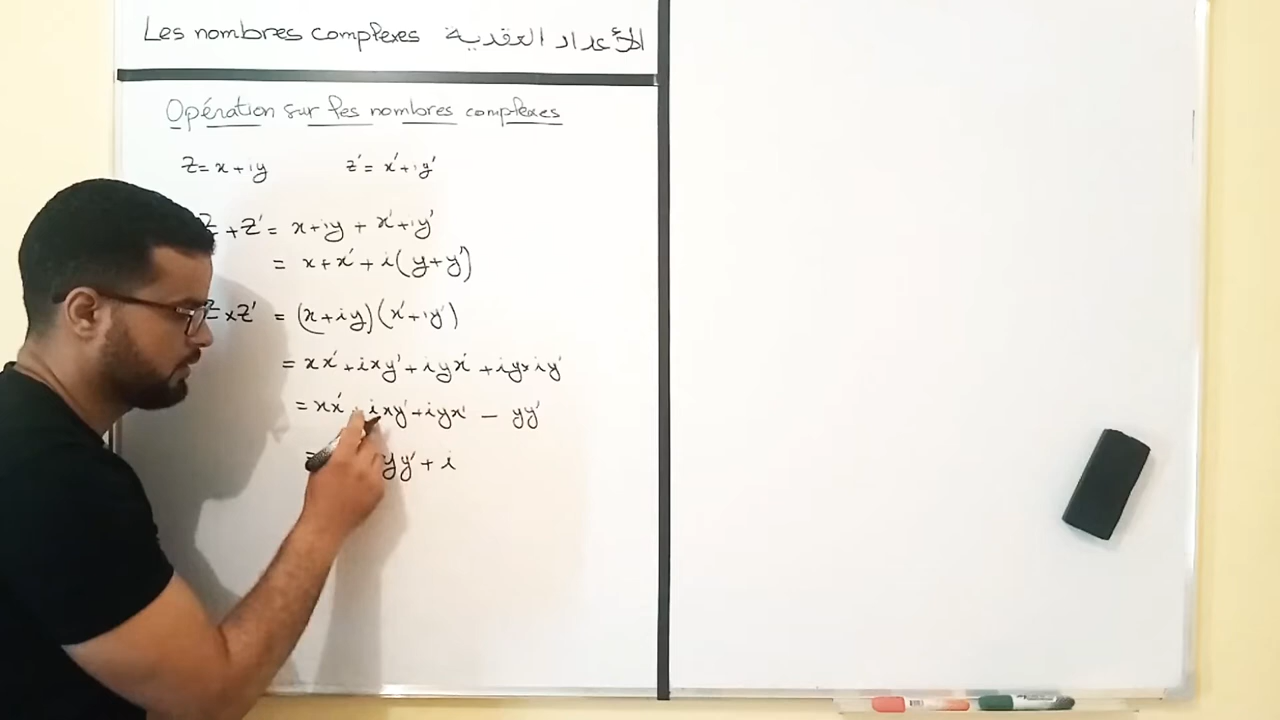 Les nombres complexes الأعداد العقدية
Opération sur les nombres complexes
z = x + iy z' = x' + iy'
z + z' = x + iy + x' + iy'
= x + x' + i(y + y')
z × z' = (x + iy)(x' + iy')
= xx' + ixy' + iyx' + iy × iy'
= xx' + ixy' + iyx' - yy'
= yy' + i